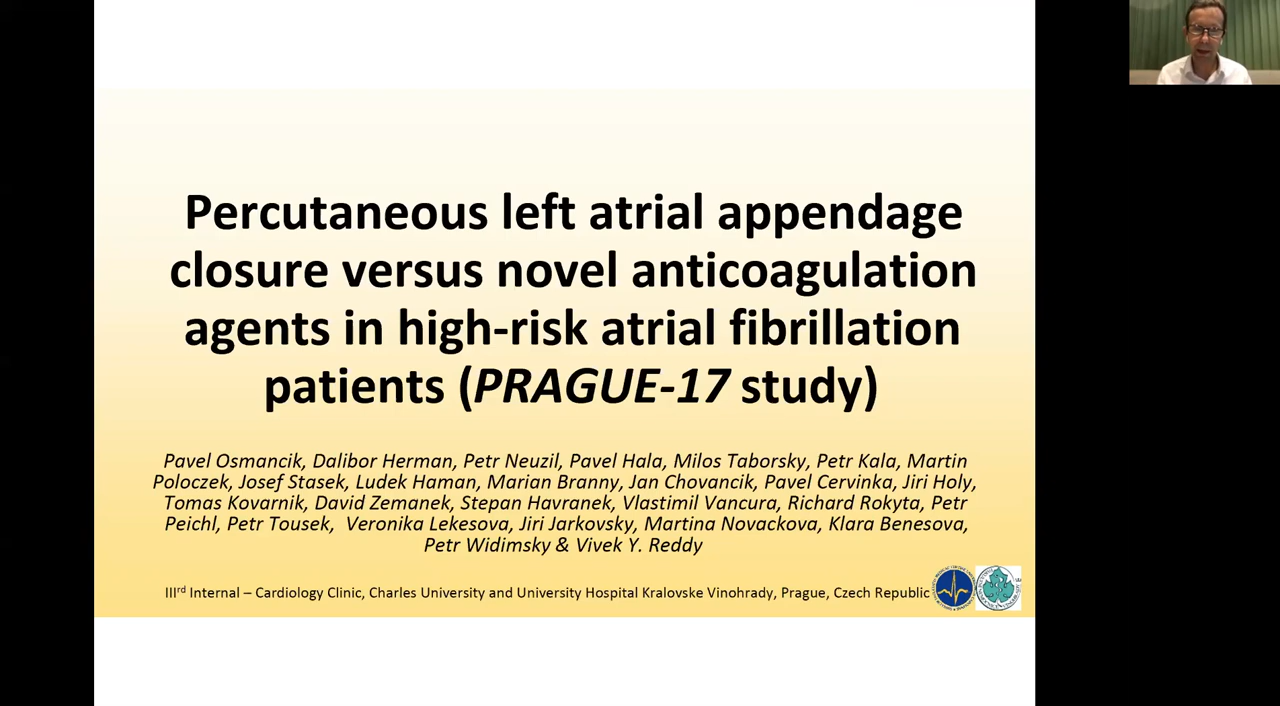 Percutaneous left atrial appendage
closure versus novel anticoagulation
agents in high-risk atrial fibrillation
patients (PRAGUE-17 study)
Pavel Osmancik, Dalibor Herman, Petr Neuzil, Pavel Hala, Milos Taborsky, Petr Kala, Martin
Poloczek, Josef Stasek, Ludek Haman, Marian Branny, Jan Chovancik, Pavel Cervinka, Jiri Holy,
Tomas Kovarnik, David Zemanek, Stepan Havranek, Vlastimil Vancura, Richard Rokyta, Petr
Peichl, Petr Tousek, Veronika Lekesova, Jiri Jarkovsky, Martina Novackova, Klara Benesova,
Petr Widimsky & Vivek Y. Reddy
IIIrd Internal – Cardiology Clinic, Charles University and University Hospital Kralovske Vinohrady, Prague, Czech Republic